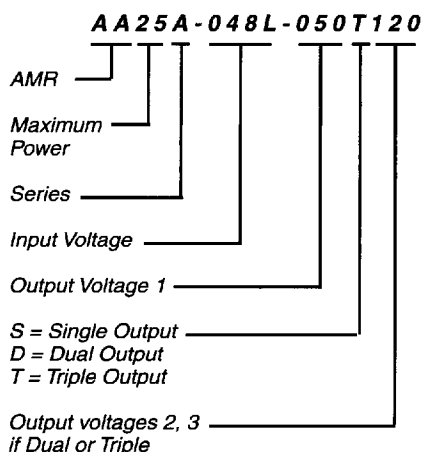 AA25A-048L-050T120
AMR
Maximum
Power
Series
Input Voltage
Output Voltage 1
S = Single Output
D = Dual Output
T = Triple Output
Output voltages 2, 3
if Dual or Triple